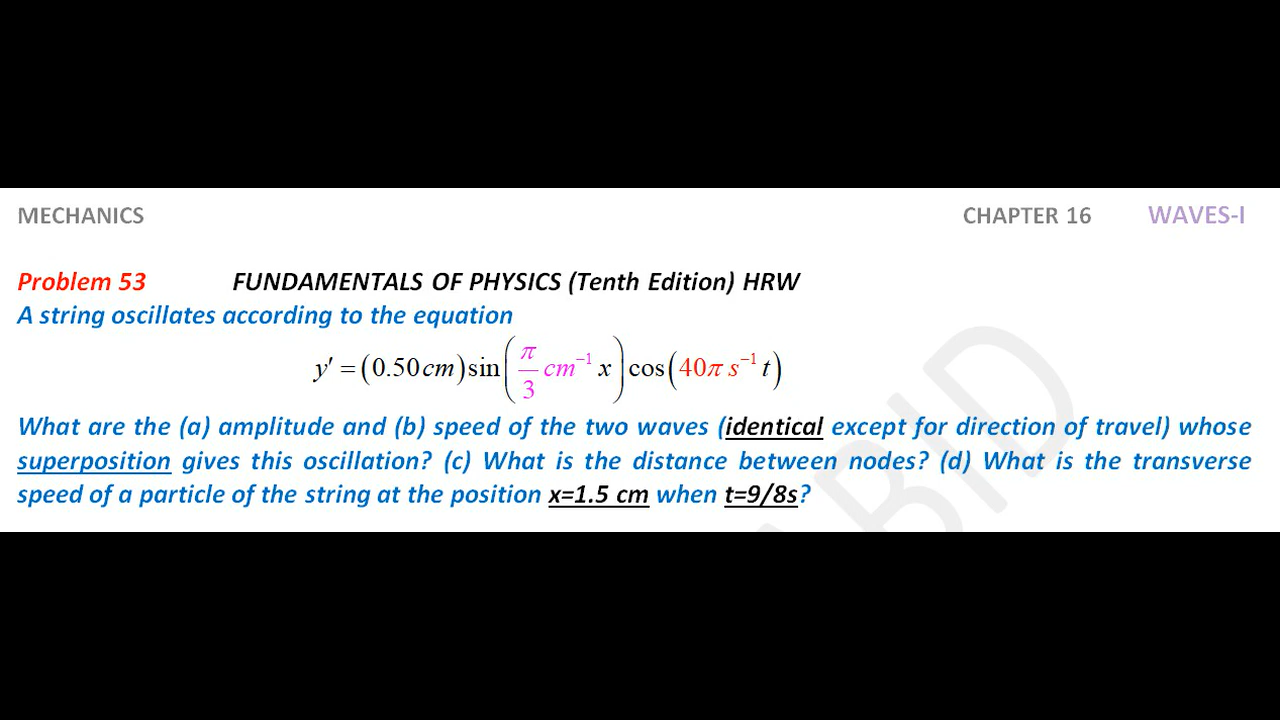 MECHANICS CHAPTER 16 WAVES-I
Problem 53 FUNDAMENTALS OF PHYSICS (Tenth Edition) HRW
A string oscillates according to the equation
y′ = (0.50cm)sin(π/3 cm⁻¹ x)cos(40π s⁻¹ t)
What are the (a) amplitude and (b) speed of the two waves (identical except for direction of travel) whose
superposition gives this oscillation? (c) What is the distance between nodes? (d) What is the transverse
speed of a particle of the string at the position x=1.5 cm when t=9/8s?